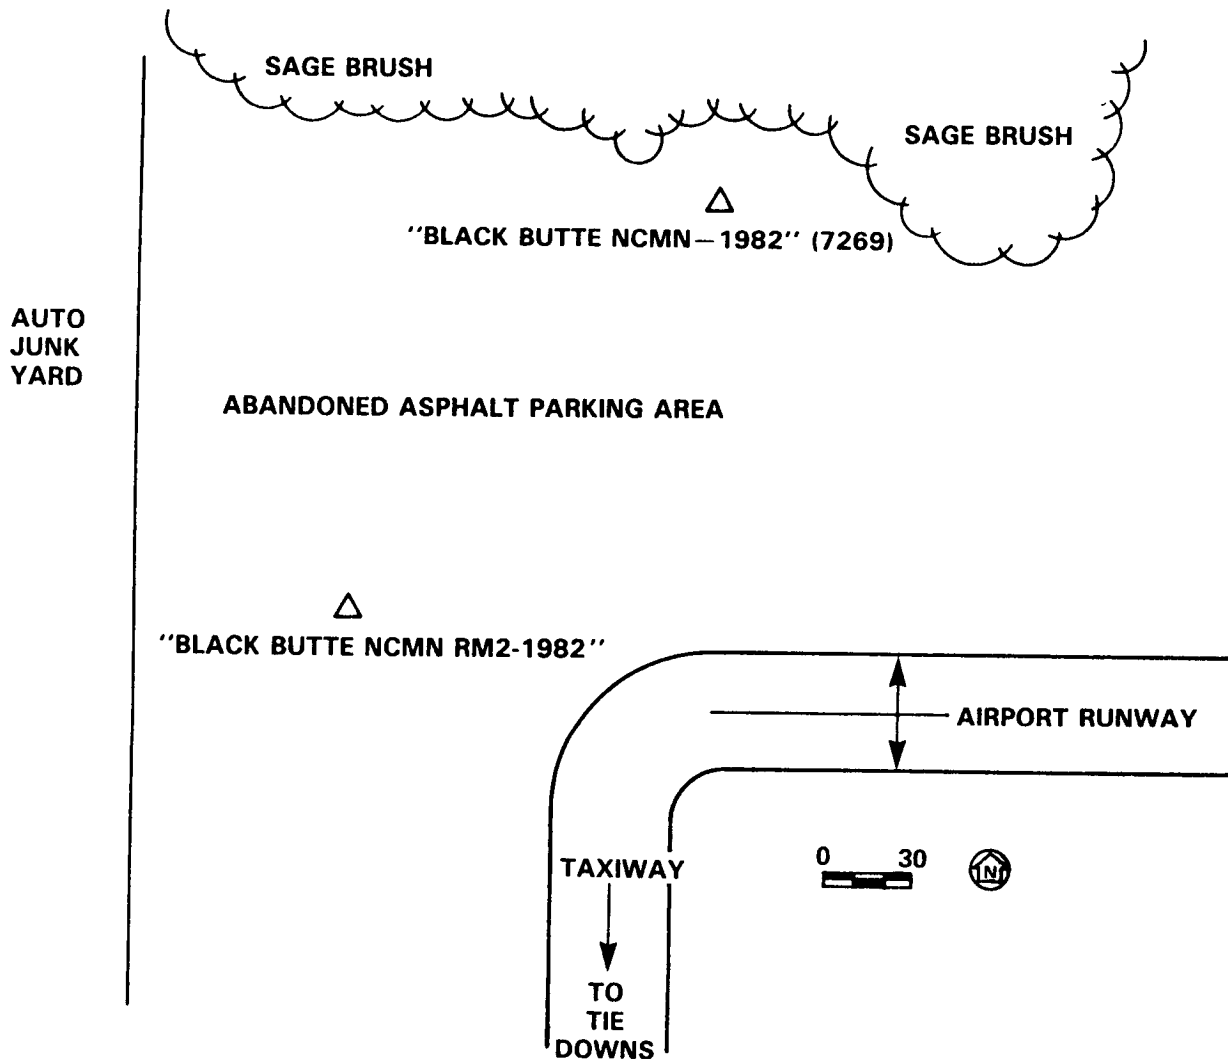 SAGE BRUSH
SAGE BRUSH
"BLACK BUTTE NCMN—1982" (7269)
AUTO
JUNK
YARD
ABANDONED ASPHALT PARKING AREA
"BLACK BUTTE NCMN RM2-1982"
AIRPORT RUNWAY
TAXIWAY
0 30
N
TO
TIE
DOWNS